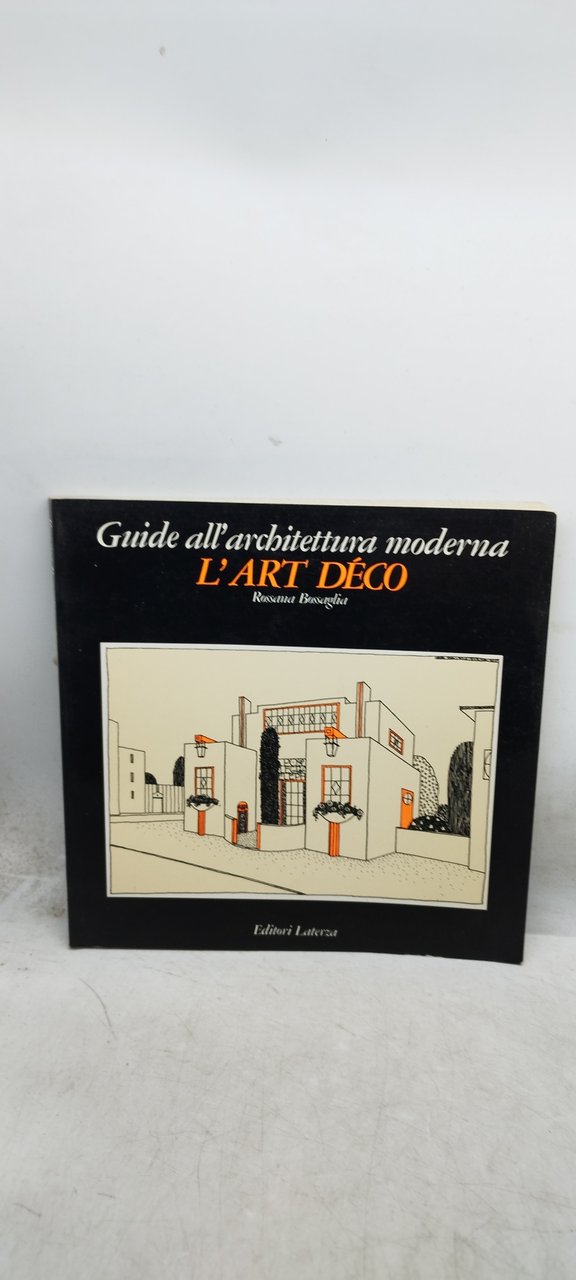 Guide all'architettura moderna
L'ART DÉCO
Rossana Bossaglia
Editori Laterza